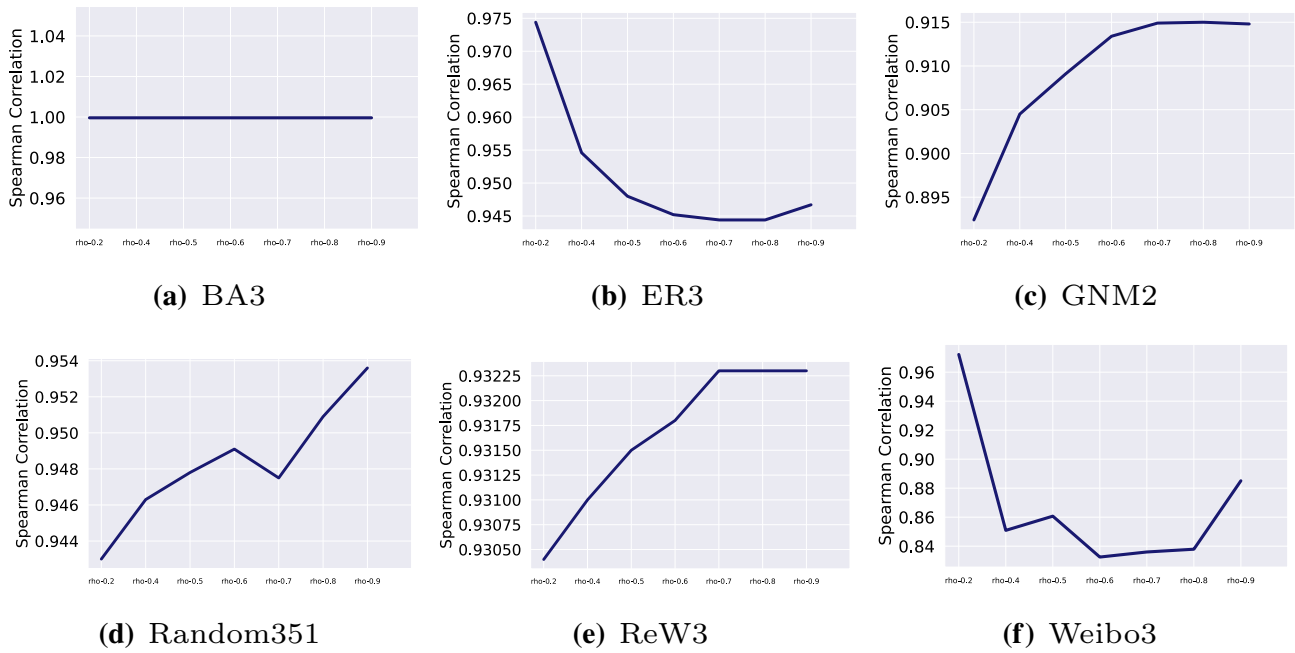 Spearman Correlation
1.04
1.02
1.00
0.98
0.96
rho-0.2 rho-0.4 rho-0.5 rho-0.6 rho-0.7 rho-0.8 rho-0.9
(a) BA3
Spearman Correlation
0.975
0.970
0.965
0.960
0.955
0.950
0.945
rho-0.2 rho-0.4 rho-0.5 rho-0.6 rho-0.7 rho-0.8 rho-0.9
(b) ER3
Spearman Correlation
0.915
0.910
0.905
0.900
0.895
rho-0.2 rho-0.4 rho-0.5 rho-0.6 rho-0.7 rho-0.8 rho-0.9
(c) GNM2
Spearman Correlation
0.954
0.952
0.950
0.948
0.946
0.944
rho-0.2 rho-0.4 rho-0.5 rho-0.6 rho-0.7 rho-0.8 rho-0.9
(d) Random351
Spearman Correlation
0.93225
0.93200
0.93175
0.93150
0.93125
0.93100
0.93075
0.93050
rho-0.2 rho-0.4 rho-0.5 rho-0.6 rho-0.7 rho-0.8 rho-0.9
(e) ReW3
Spearman Correlation
0.96
0.94
0.92
0.90
0.88
0.86
0.84
rho-0.2 rho-0.4 rho-0.5 rho-0.6 rho-0.7 rho-0.8 rho-0.9
(f) Weibo3